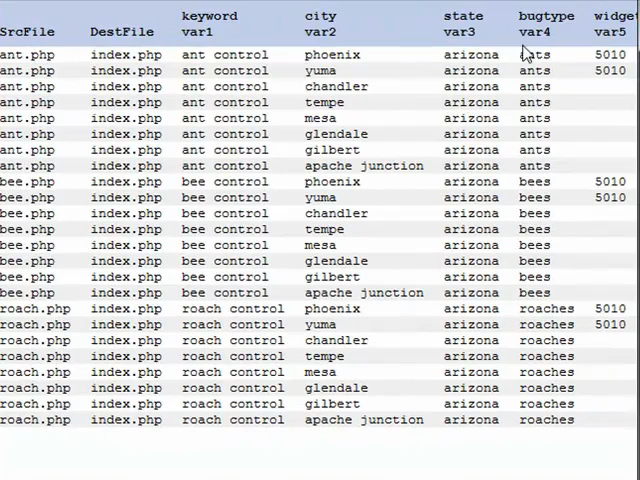 keyword city state bugtype widget
SrcFile DestFile var1 var2 var3 var4 var5
ant.php index.php ant control phoenix arizona ants 5010
ant.php index.php ant control yuma arizona ants 5010
ant.php index.php ant control chandler arizona ants
ant.php index.php ant control tempe arizona ants
ant.php index.php ant control mesa arizona ants
ant.php index.php ant control glendale arizona ants
ant.php index.php ant control gilbert arizona ants
ant.php index.php ant control apache junction arizona ants
bee.php index.php bee control phoenix arizona bees 5010
bee.php index.php bee control yuma arizona bees 5010
bee.php index.php bee control chandler arizona bees
bee.php index.php bee control tempe arizona bees
bee.php index.php bee control mesa arizona bees
bee.php index.php bee control glendale arizona bees
bee.php index.php bee control gilbert arizona bees
bee.php index.php bee control apache junction arizona bees
roach.php index.php roach control phoenix arizona roaches 5010
roach.php index.php roach control yuma arizona roaches 5010
roach.php index.php roach control chandler arizona roaches
roach.php index.php roach control tempe arizona roaches
roach.php index.php roach control mesa arizona roaches
roach.php index.php roach control glendale arizona roaches
roach.php index.php roach control gilbert arizona roaches
roach.php index.php roach control apache junction arizona roaches